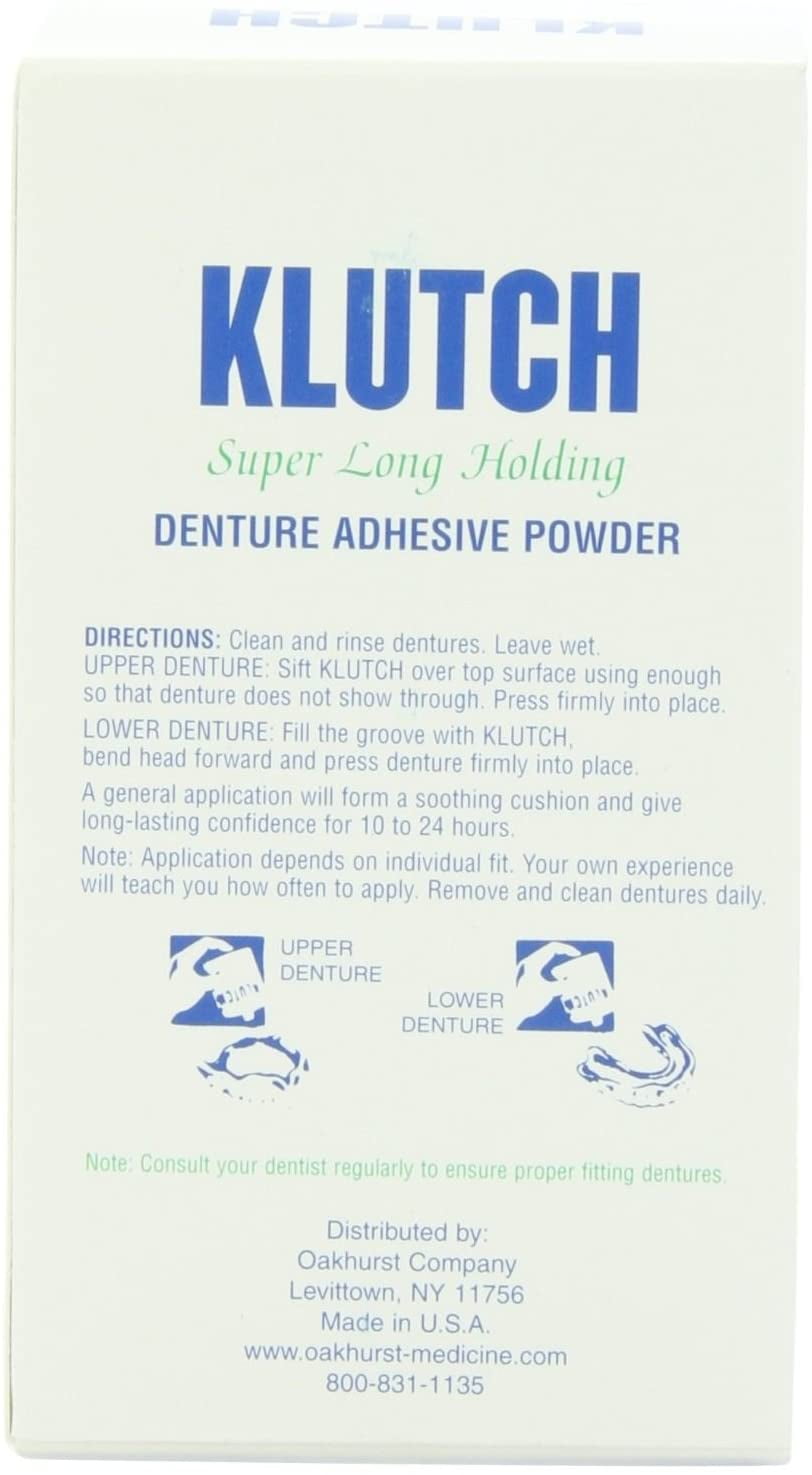 KLUTCH
KLUTCH
Super Long Holding
DENTURE ADHESIVE POWDER
DIRECTIONS: Clean and rinse dentures. Leave wet.
UPPER DENTURE: Sift KLUTCH over top surface using enough
so that denture does not show through. Press firmly into place.
LOWER DENTURE: Fill the groove with KLUTCH,
bend head forward and press denture firmly into place.
A general application will form a soothing cushion and give
long-lasting confidence for 10 to 24 hours.
Note: Application depends on individual fit. Your own experience
will teach you how often to apply. Remove and clean dentures daily.
UPPER
DENTURE
KLUTCH
LOWER
DENTURE
KLUTCH
Note: Consult your dentist regularly to ensure proper fitting dentures.
Distributed by:
Oakhurst Company
Levittown, NY 11756
Made in U.S.A.
www.oakhurst-medicine.com
800-831-1135